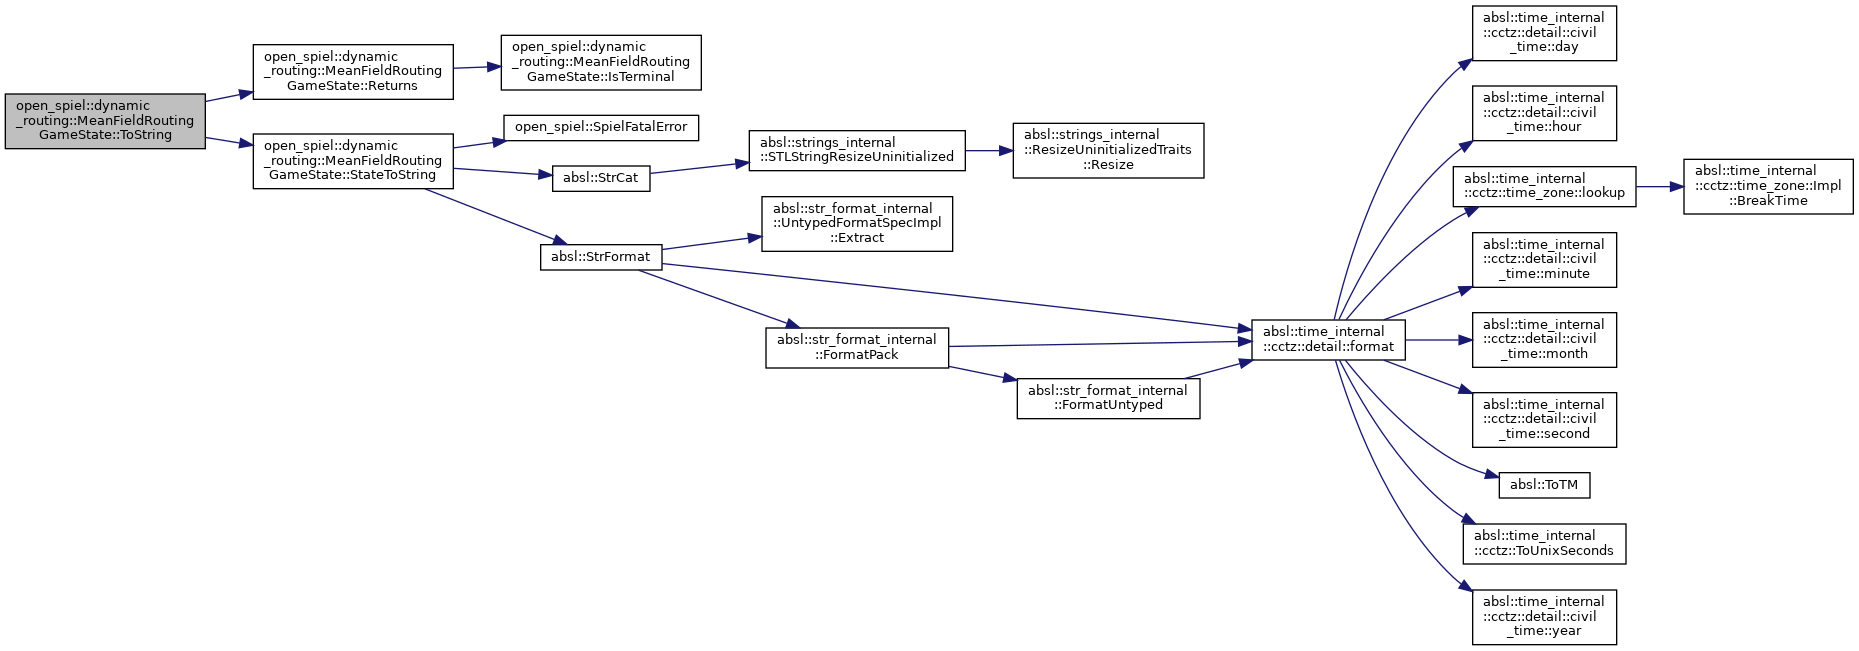 open_spiel::dynamic
_routing::MeanFieldRouting
GameState::ToString
open_spiel::dynamic
_routing::MeanFieldRouting
GameState::Returns
open_spiel::dynamic
_routing::MeanFieldRouting
GameState::IsTerminal
open_spiel::dynamic
_routing::MeanFieldRouting
GameState::StateToString
open_spiel::SpielFatalError
absl::StrCat
absl::strings_internal
::STLStringResizeUninitialized
absl::strings_internal
::ResizeUninitializedTraits
::Resize
absl::StrFormat
absl::str_format_internal
::UntypedFormatSpecImpl
::Extract
absl::str_format_internal
::FormatPack
absl::str_format_internal
::FormatUntyped
absl::time_internal
::cctz::detail::format
absl::time_internal
::cctz::detail::civil
_time::day
absl::time_internal
::cctz::detail::civil
_time::hour
absl::time_internal
::cctz::time_zone::lookup
absl::time_internal
::cctz::time_zone::Impl
::BreakTime
absl::time_internal
::cctz::detail::civil
_time::minute
absl::time_internal
::cctz::detail::civil
_time::month
absl::time_internal
::cctz::detail::civil
_time::second
absl::ToTM
absl::time_internal
::cctz::ToUnixSeconds
absl::time_internal
::cctz::detail::civil
_time::year